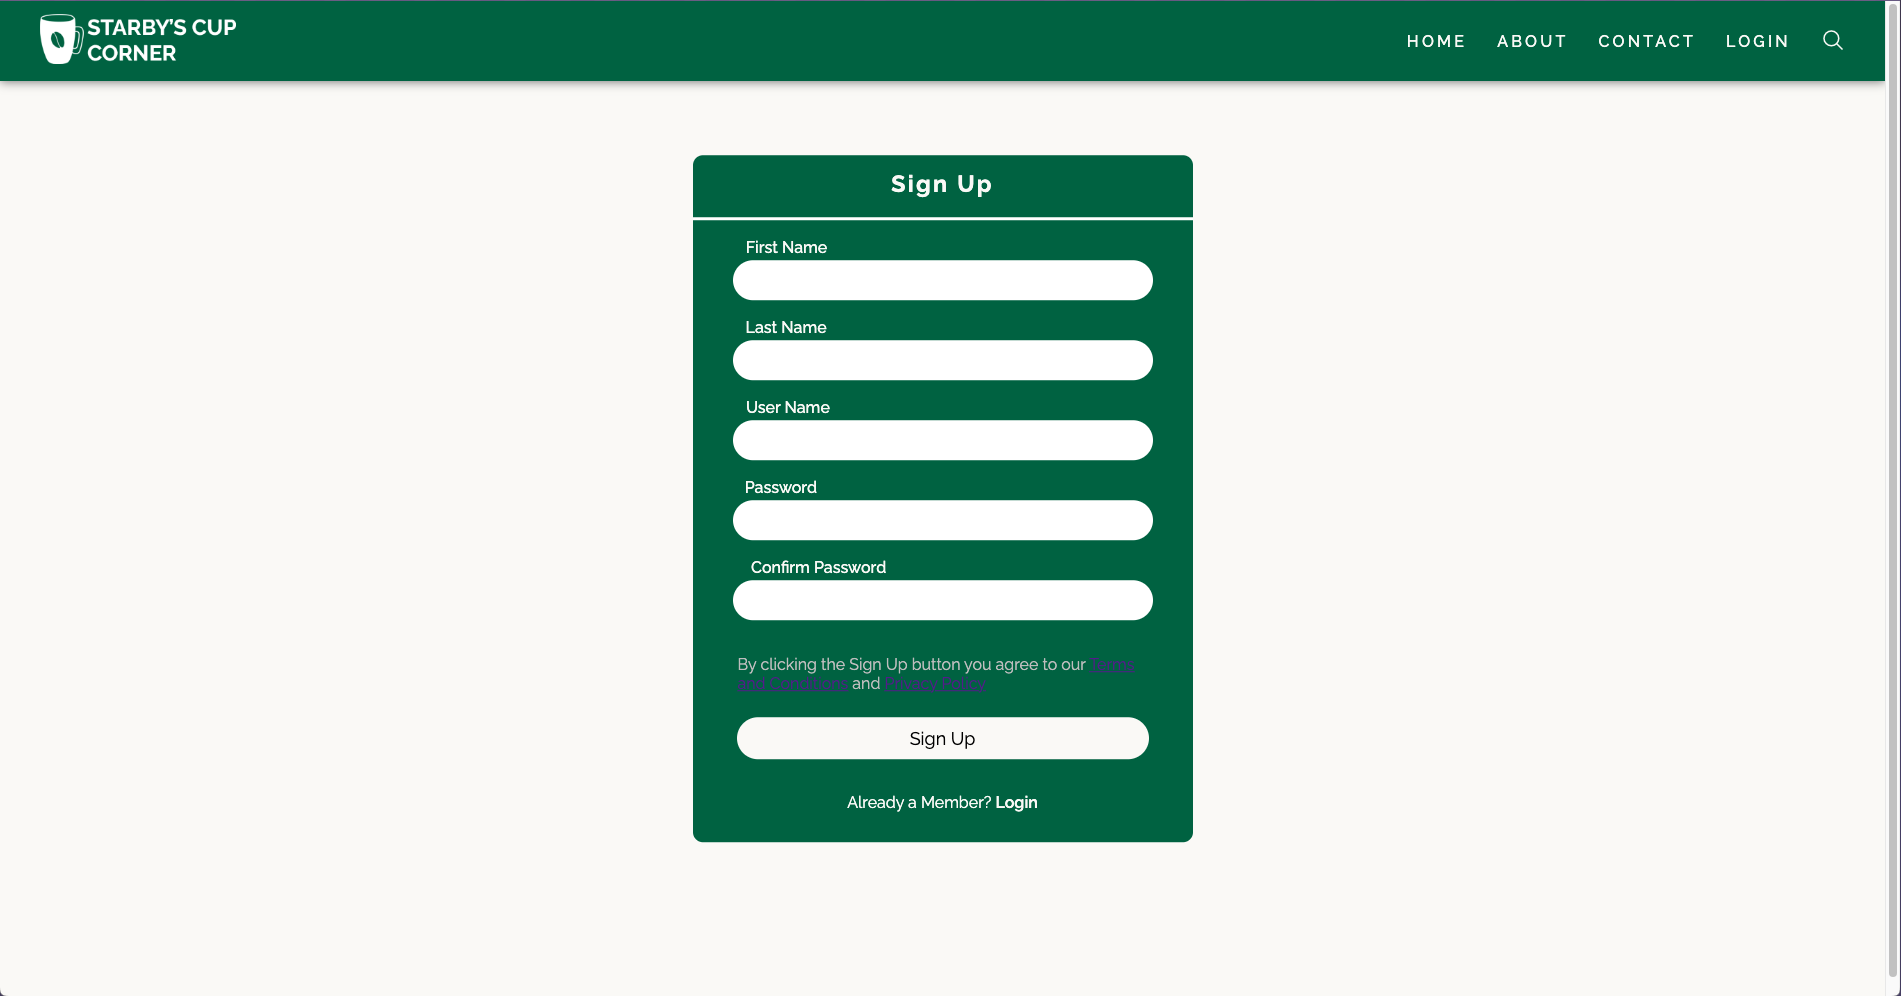 STARBY'S CUP
CORNER
HOME ABOUT CONTACT LOGIN
Sign Up
First Name
Last Name
User Name
Password
Confirm Password
By clicking the Sign Up button you agree to our Terms
and Conditions and Privacy Policy
Sign Up
Already a Member? Login